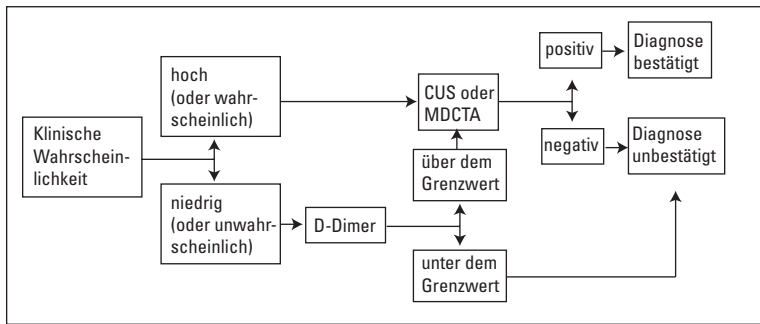 Klinische
Wahrschein-
lichkeit
hoch
(oder wahr-
scheinlich)
niedrig
(oder unwahr-
scheinlich)
D-Dimer
CUS oder
MDCTA
über dem
Grenzwert
unter dem
Grenzwert
positiv
Diagnose
bestätigt
negativ
Diagnose
unbestätigt